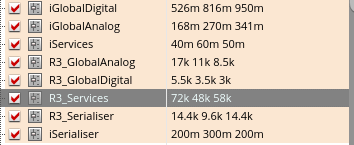 iGlobalDigital 526m 816m 950m
iGlobalAnalog 168m 270m 341m
iServices 40m 60m 50m
R3_GlobalAnalog 17k 11k 8.5k
R3_GlobalDigital 5.5k 3.5k 3k
R3_Services 72k 48k 58k
R3_Serialiser 14.4k 9.6k 14.4k
iSerialiser 200m 300m 200m